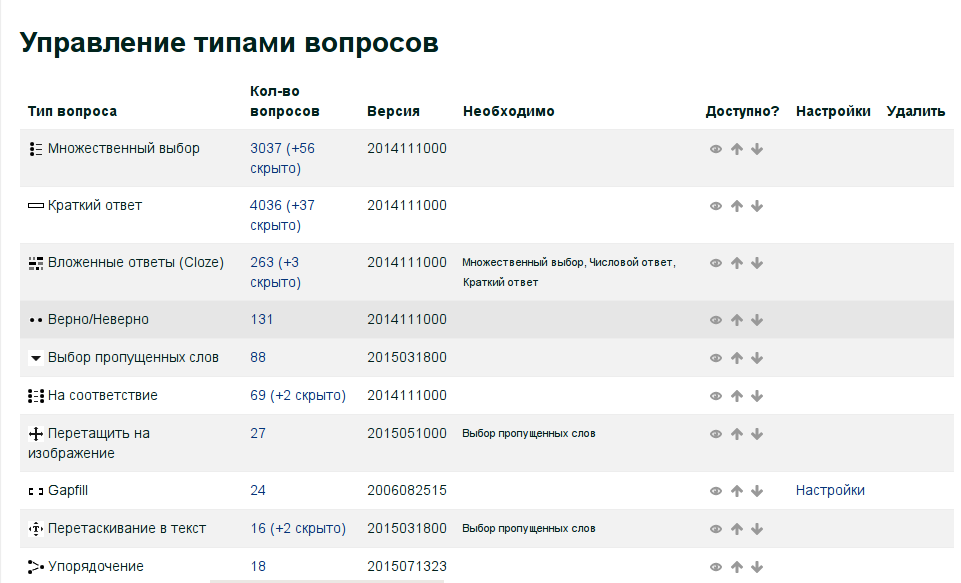 Управление типами вопросов
Тип вопроса Кол-во вопросов Версия Необходимо Доступно? Настройки Удалить
Множественный выбор 3037 (+56 2014111000
скрыто)
Краткий ответ 4036 (+37 2014111000
скрыто)
Вложенные ответы (Cloze) 263 (+3 2014111000 Множественный выбор, Числовой ответ,
скрыто) Краткий ответ
Верно/Неверно 131 2014111000
Выбор пропущенных слов 88 2015031800
На соответствие 69 (+2 скрыто) 2014111000
Перетащить на 27 2015051000 Выбор пропущенных слов
изображение
Gapfill 24 2006082515 Настройки
Перетаскивание в текст 16 (+2 скрыто) 2015031800 Выбор пропущенных слов
Упорядочение 18 2015071323